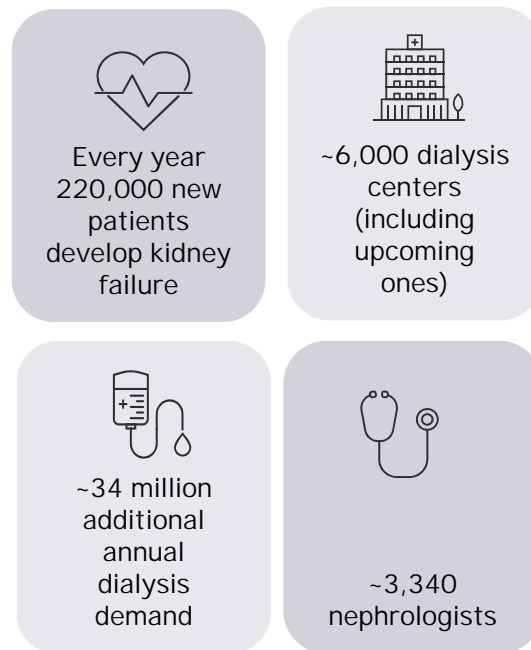 Every year
220,000 new
patients
develop kidney
failure
~6,000 dialysis
centers
(including
upcoming
ones)
~34 million
additional
annual
dialysis
demand
~3,340
nephrologists